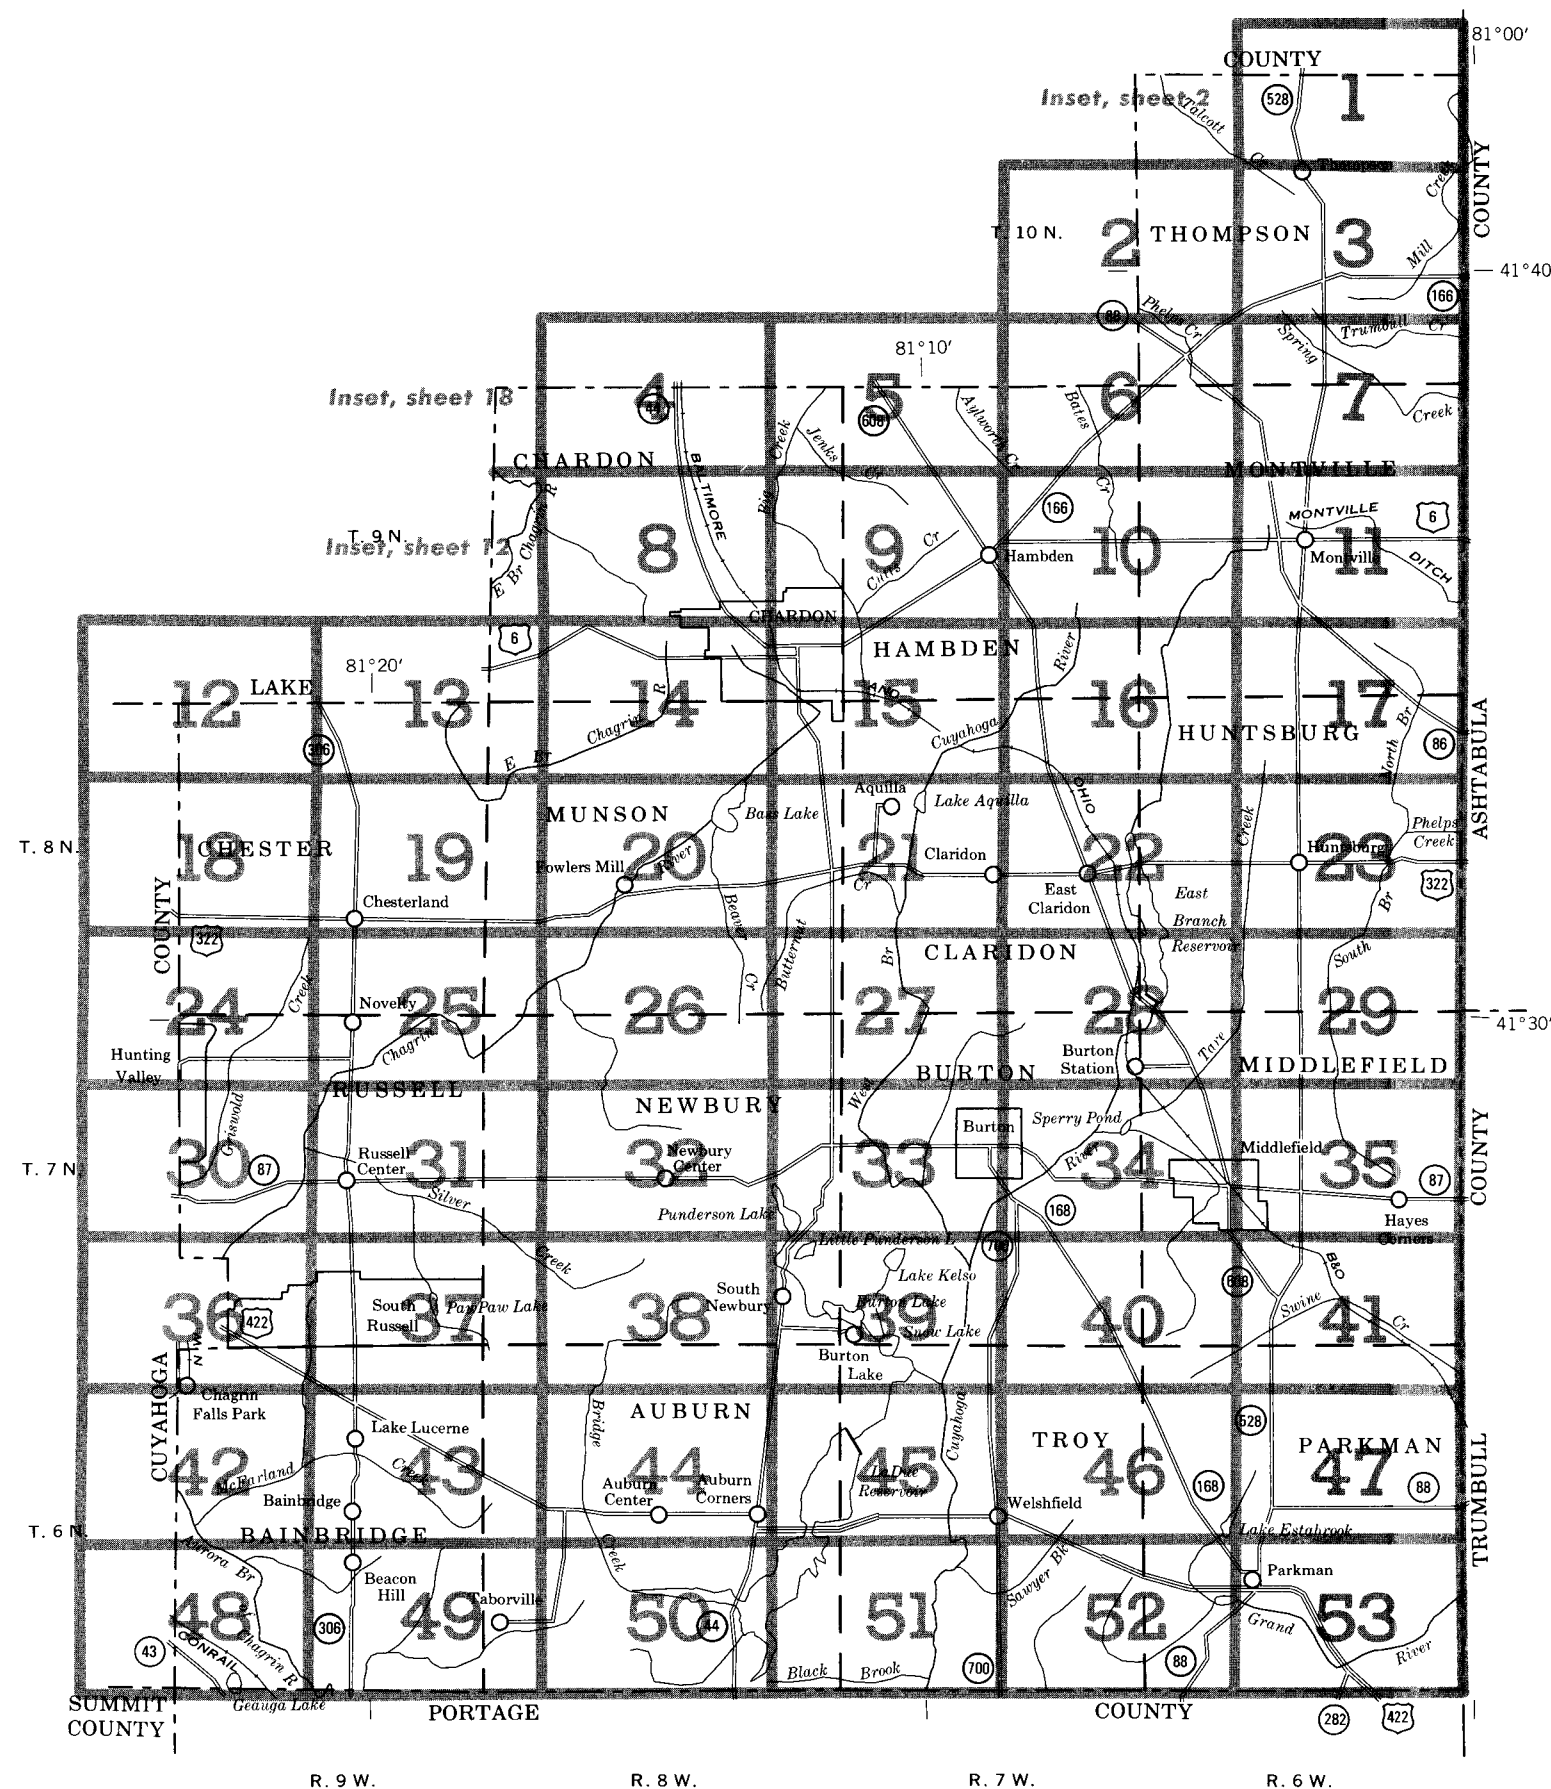 81°00′
COUNTY
Inset, sheet 2
528
1
Talcott
Cr
Thompson
Creek
COUNTY
T. 10 N.
2
THOMPSON
3
Mill
41°40
166
88
Phelps Cr
Spring
Trumbull Cr
Creek
81°10′
Inset, sheet 18
4
44
5
608
6
7
Aylworth Cr
Bates
Cr
Big Creek
Jenks
Cr
CHARDON
BALTIMORE
MONTVILLE
166
MONTVILLE
6
T. 9 N.
Inset, sheet 12
E Br Chagrin R
8
9
Cutts Cr
Hambden
10
Montville
11
DITCH
6
CHARDON
HAMBDEN
River
81°20′
12
LAKE
13
R
14
AND
15
16
17
306
Chagrin
E Br
Cuyahoga
HUNTSBURG
North Br
86
ASHTABULA
MUNSON
Aquilla
Lake Aquilla
OHIO
Bass Lake
T. 8 N.
18
CHESTER
19
20
Fowlers Mill
River
21
Claridon
22
Creek
Huntsburg
23
Phelps
Creek
Cr
322
COUNTY
Chesterland
East
Claridon
East
Branch
Reservoir
322
Beaver
Cr
Butternut
Br
CLARIDON
South
Br
24
Creek
Novelty
25
26
27
28
29
41°30′
Hunting
Valley
Chagrin
Burton
Station
Tare
RUSSELL
BURTON
MIDDLEFIELD
NEWBURY
West
Griswold
Burton
Sperry Pond
T. 7 N.
30
87
Russell
Center
31
32
Newbury
Center
33
River
34
Middlefield
35
87
COUNTY
Silver
Creek
Punderson Lake
168
Hayes
Corners
Little Punderson L
700
B&O
Lake Kelso
608
36
422
South
Russell
37
PawPaw Lake
38
South
Newbury
Burton Lake
39
Snow Lake
40
Swine
41
Cr
N W
Burton
Lake
CUYAHOGA
Chagrin
Falls Park
AUBURN
Lake Lucerne
Bridge
Cuyahoga
528
TROY
PARKMAN
42
McFarland
Creek
43
44
45
46
47
LaDue
Reservoir
168
88
TRUMBULL
Bainbridge
Auburn
Center
Auburn
Corners
Welshfield
T. 6 N.
BAINBRIDGE
Lake Estabrook
Aurora Br
Creek
Sawyer Bk
Beacon
Hill
Parkman
48
49
Taborville
50
51
52
53
306
44
Grand
River
43
CONRAIL
Chagrin R
Black Brook
700
88
Geauga Lake
SUMMIT
COUNTY
PORTAGE
COUNTY
282
422
R. 9 W.
R. 8 W.
R. 7 W.
R. 6 W.